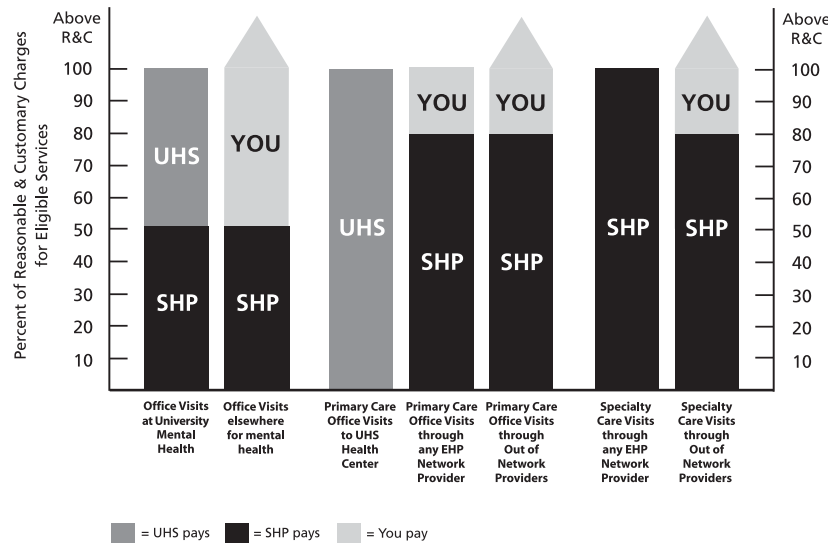 Above
R&C
100
90
80
70
60
50
40
30
20
10
Percent of Reasonable & Customary Charges
for Eligible Services
UHS
SHP
YOU
SHP
UHS
YOU
SHP
YOU
SHP
SHP
YOU
SHP
Above
R&C
100
90
80
70
60
50
40
30
20
10
Office Visits
at University
Mental
Health
Office Visits
elsewhere
for mental
health
Primary Care
Office Visits
to UHS
Health
Center
Primary Care
Office Visits
through
any EHP
Network
Provider
Primary Care
Office Visits
through
Out of
Network
Providers
Specialty
Care Visits
through
any EHP
Network
Provider
Specialty
Care Visits
through
Out of
Network
Providers
= UHS pays
= SHP pays
= You pay